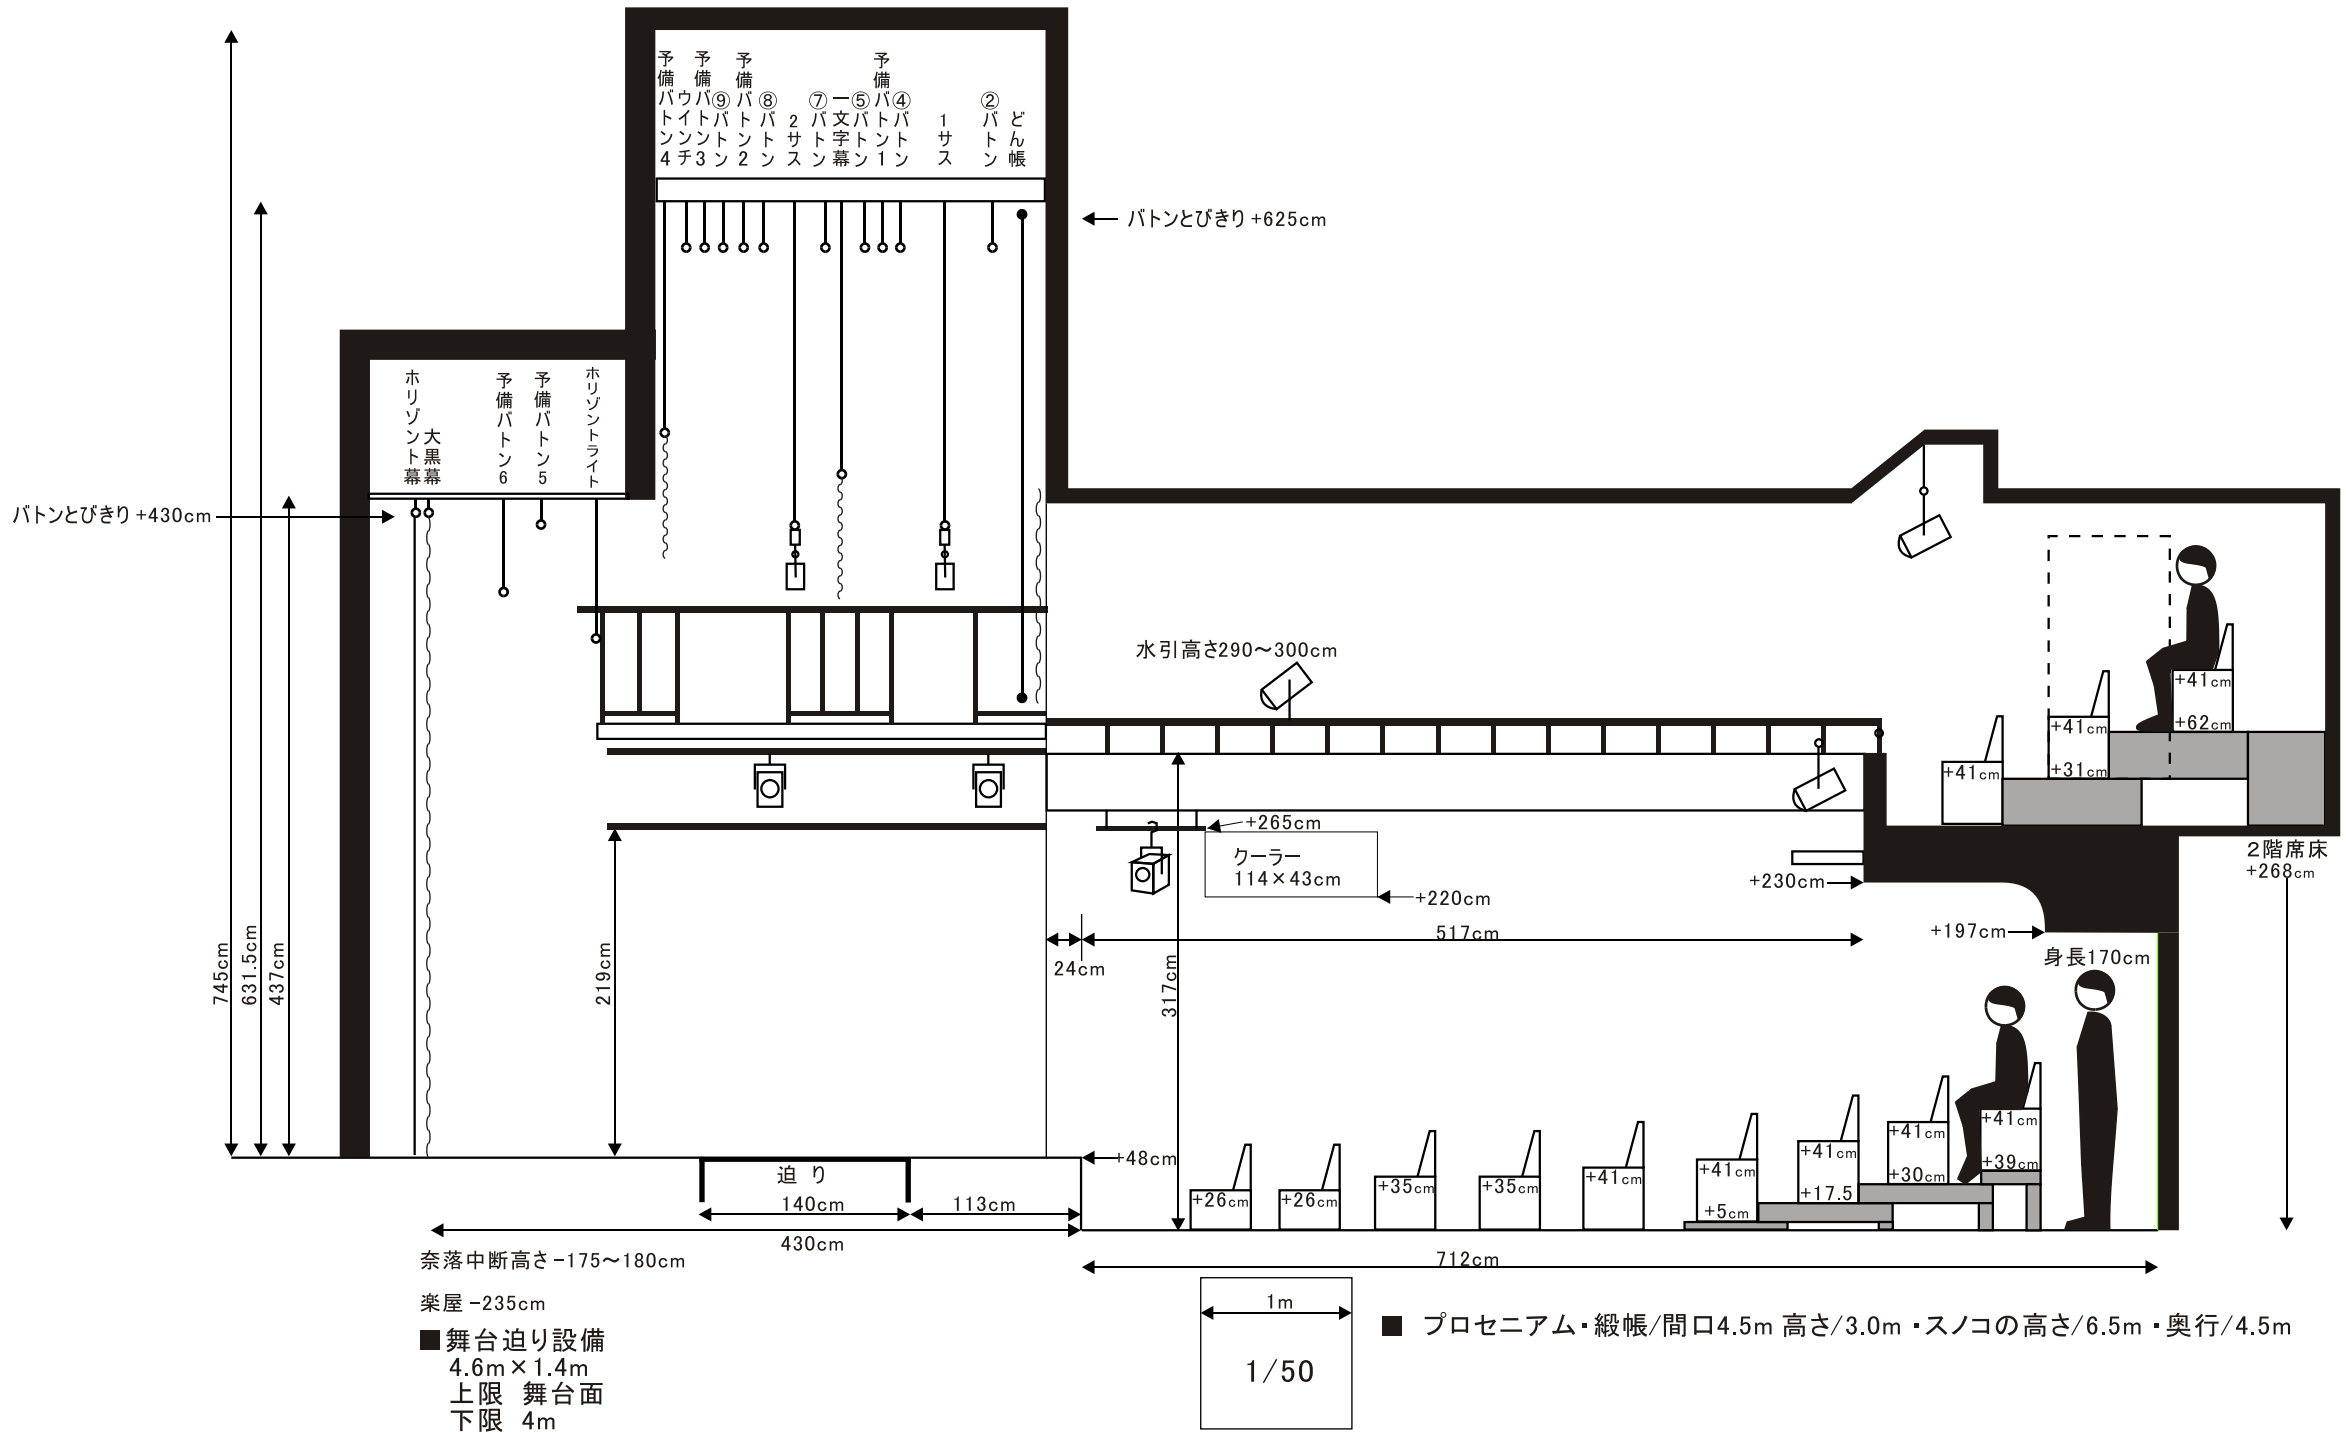 予備バトン4
ウインチ
予備バトン3
⑨バトン
予備バトン2
⑧バトン
2サス
⑦バトン
一文字幕
⑤バトン
予備バトン1
④バトン
1サス
②バトン
どん帳
バトンとびきり +625cm
ホリゾント幕
大黒幕
予備バトン6
予備バトン5
ホリゾントライト
バトンとびきり +430cm
水引高さ290～300cm
+41cm
+62cm
+41cm
+31cm
+41cm
+265cm
クーラー
114×43cm
+220cm
+230cm
2階席床
+268cm
+197cm
身長170cm
517cm
24cm
317cm
745cm
631.5cm
437cm
219cm
+48cm
迫り
140cm
113cm
430cm
+26cm
+26cm
+35cm
+35cm
+41cm
+41cm
+5cm
+41cm
+17.5
+41cm
+30cm
+41cm
+39cm
712cm
奈落中断高さ-175～180cm
楽屋 -235cm
■舞台迫り設備
4.6m×1.4m
上限 舞台面
下限 4m
1m
1/50
■ プロセニアム・緞帳/間口4.5m 高さ/3.0m ・スノコの高さ/6.5m ・奥行/4.5m